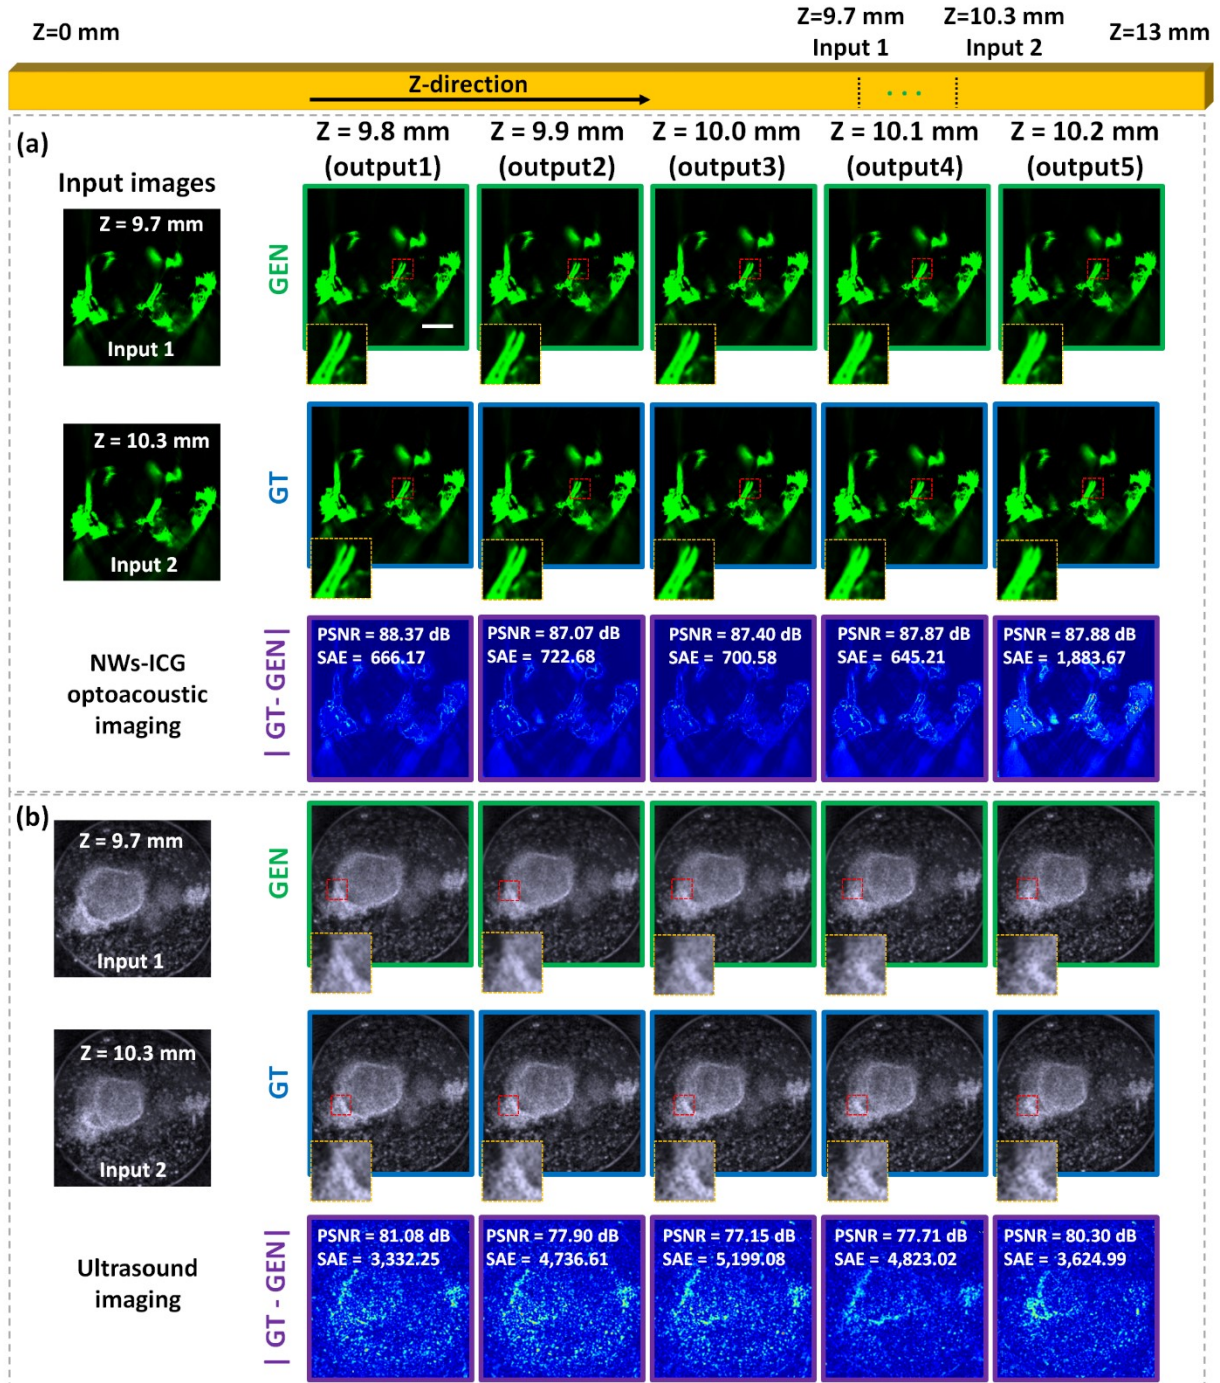 Z=0 mm
Z=9.7 mm
Input 1
Z=10.3 mm
Input 2
Z=13 mm
Z-direction
. . .
(a)
Input images
Z = 9.8 mm
(output1)
Z = 9.9 mm
(output2)
Z = 10.0 mm
(output3)
Z = 10.1 mm
(output4)
Z = 10.2 mm
(output5)
Z = 9.7 mm
Input 1
GEN
Z = 10.3 mm
Input 2
GT
NWs-ICG
optoacoustic
imaging
| GT- GEN|
PSNR = 88.37 dB
SAE = 666.17
PSNR = 87.07 dB
SAE = 722.68
PSNR = 87.40 dB
SAE = 700.58
PSNR = 87.87 dB
SAE = 645.21
PSNR = 87.88 dB
SAE = 1,883.67
(b)
Z = 9.7 mm
Input 1
GEN
Z = 10.3 mm
Input 2
GT
Ultrasound
imaging
| GT - GEN|
PSNR = 81.08 dB
SAE = 3,332.25
PSNR = 77.90 dB
SAE = 4,736.61
PSNR = 77.15 dB
SAE = 5,199.08
PSNR = 77.71 dB
SAE = 4,823.02
PSNR = 80.30 dB
SAE = 3,624.99